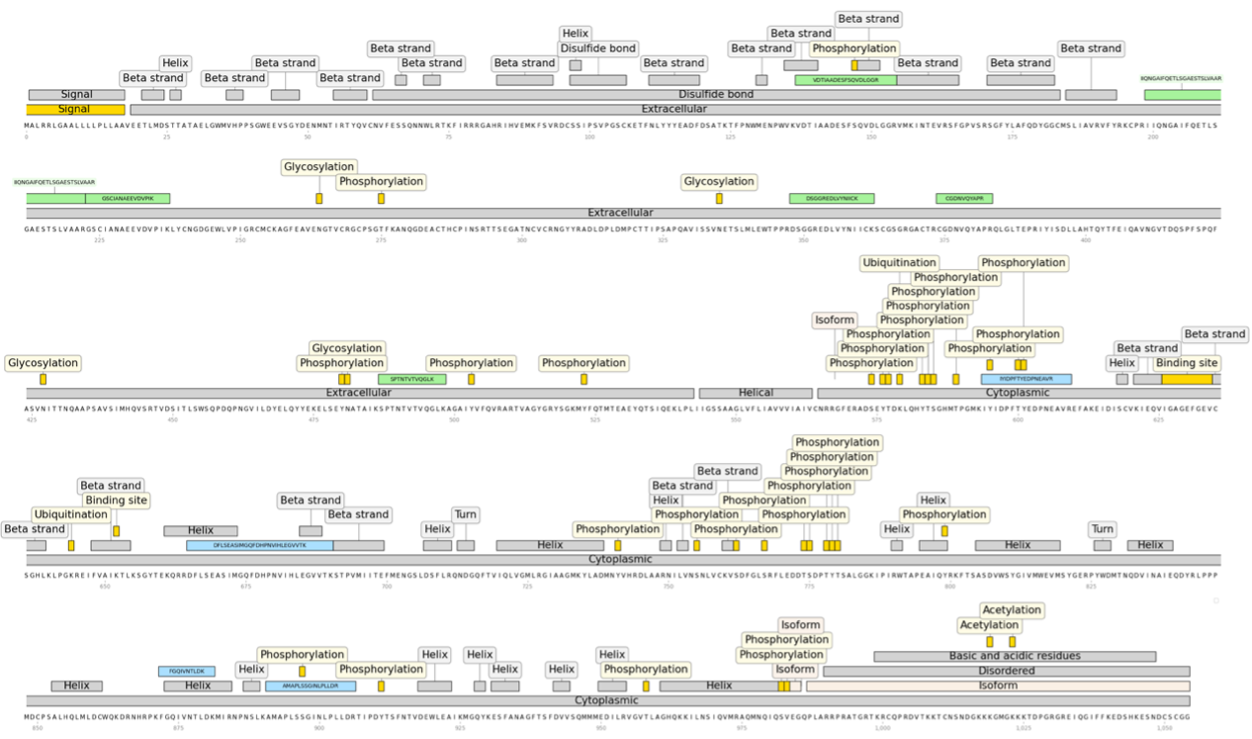 Beta strand
Helix
Beta strand
Beta strand
Disulfide bond
Beta strand
Phosphorylation
Beta strand
Helix
Beta strand
Beta strand
Beta strand
Beta strand
Beta strand
Beta strand
Beta strand
Beta strand
Beta strand
IIQNGAIFQETLSGAESTSLVAAR
VDTIAADESFSQVDLGGR
Signal
Disulfide bond
Signal
Extracellular
MALRRLGAALLLLPLLAAVEETLMDSTTATAELGWMVHPPSGWEEVSGYDENMNTIRTYQVCNVFESSQNNWLRTKFIRRRGAHRIHVEMKFSVRDCSSIPSVPGSCKETFNLYYYEADFDSATKTFPNWMENPWVKVDTIAADESFSQVDLGGRVMKINTEVRSFGPVSRSGFYLAFQDYGGCMSLIAVRVFYRKCPRIIQNGAIFQETLS
0 25 50 75 100 125 150 175 200
Glycosylation
IIQNGAIFQETLSGAESTSLVAAR
Phosphorylation
Glycosylation
GSCIANAEEVDVPIK
DSGGREDLVYNIICK
CGDNVQYAPR
Extracellular
GAESTSLVAARGSCIANAEEVDVPIKLYCNGDGEWLVPIGRCMCKAGFEAVENGTVCRGCPSGTFKANQGDEACTHCPINSRTTSEGATNCVCRNGYYRADLDPLDMPCTTIPSAPQAVISSVNETSLMLEWTPPRDSGGREDLVYNIICKSCGSGRGACTRCGDNVQYAPRQLGLTEPRIYISDLLAHTQYTFEIQAVNGVTDQSPFSPQF
225 250 275 300 325 350 375 400
Ubiquitination
Phosphorylation
Phosphorylation
Phosphorylation
Phosphorylation
Isoform
Phosphorylation
Phosphorylation
Phosphorylation
Beta strand
Glycosylation
Phosphorylation
Phosphorylation
Beta strand
Glycosylation
Phosphorylation
Phosphorylation
Phosphorylation
Phosphorylation
Helix
Binding site
SPTNTVTVQGLK
IYIDPFTYEDPNEAVR
Extracellular
Helical
Cytoplasmic
ASVNITTNQAAPSAVSIMHQVSRTVDSITLSWSQPDQPNGVILDYELQYYEKELSEYNATAIKSPTNTVTVQGLKAGAIYVFQVRARTVAGYGRYSGKMYFQTMTEAEYQTSIQEKLPLIIGSSAAGLVFLIAVVVIAIVCNRRGFERADSEYTDKLQHYTSGHMTPGMKIYIDPFTYEDPNEAVREFAKEIDISCVKIEQVIGAGEFGEVC
425 450 475 500 525 550 575 600 625
Phosphorylation
Phosphorylation
Beta strand
Phosphorylation
Beta strand
Beta strand
Phosphorylation
Binding site
Beta strand
Helix
Phosphorylation
Helix
Ubiquitination
Beta strand
Turn
Phosphorylation
Phosphorylation
Phosphorylation
Beta strand
Helix
Helix
Phosphorylation
Phosphorylation
Helix
Turn
DFLSEASIMGQFDHPNVIHLEGVVTK
Helix
Helix
Helix
Cytoplasmic
SGHLKLPGKREIFVAIKTLKSGYTEKQRRDFLSEASIMGQFDHPNVIHLEGVVTKSTPVMIITEFMENGSLDSFLRQNDGQFTVIQLVGMLRGIAAGMKYLADMNYVHRDLAARNILVNSNLVCKVSDFGLSRFLEDDTSDPTYTSALGGKIPIRWTAPEAIQYRKFTSASDVWSYGIVMWEVMSYGERPYWDMTNQDVINAIEQDYRLPPP
650 675 700 725 750 775 800 825
Acetylation
Isoform
Acetylation
Phosphorylation
Phosphorylation
Helix
Helix
Helix
Phosphorylation
Basic and acidic residues
FGQIVNTLDK
Helix
Phosphorylation
Helix
Helix
Phosphorylation
Isoform
Disordered
Helix
Helix
AMAPLSSGINLPLLDR
Helix
Isoform
Cytoplasmic
MDCPSALHQLMLDCWQKDRNHRPKFGQIVNTLDKMIRNPNSLKAMAPLSSGINLPLLDRTIPDYTSFNTVDEWLEAIKMGQYKESFANAGFTSFDVVSQMMMEDILRVGVTLAGHQKKILNSIQVMRAQMNQIQSVEGQPLARRPRATGRTKRCQPRDVTKKTCNSNDGKKKGMGKKKTDPGRGREIQGIFFKEDSHKESNDCSCGG
850 875 900 925 950 975 1,000 1,025 1,050